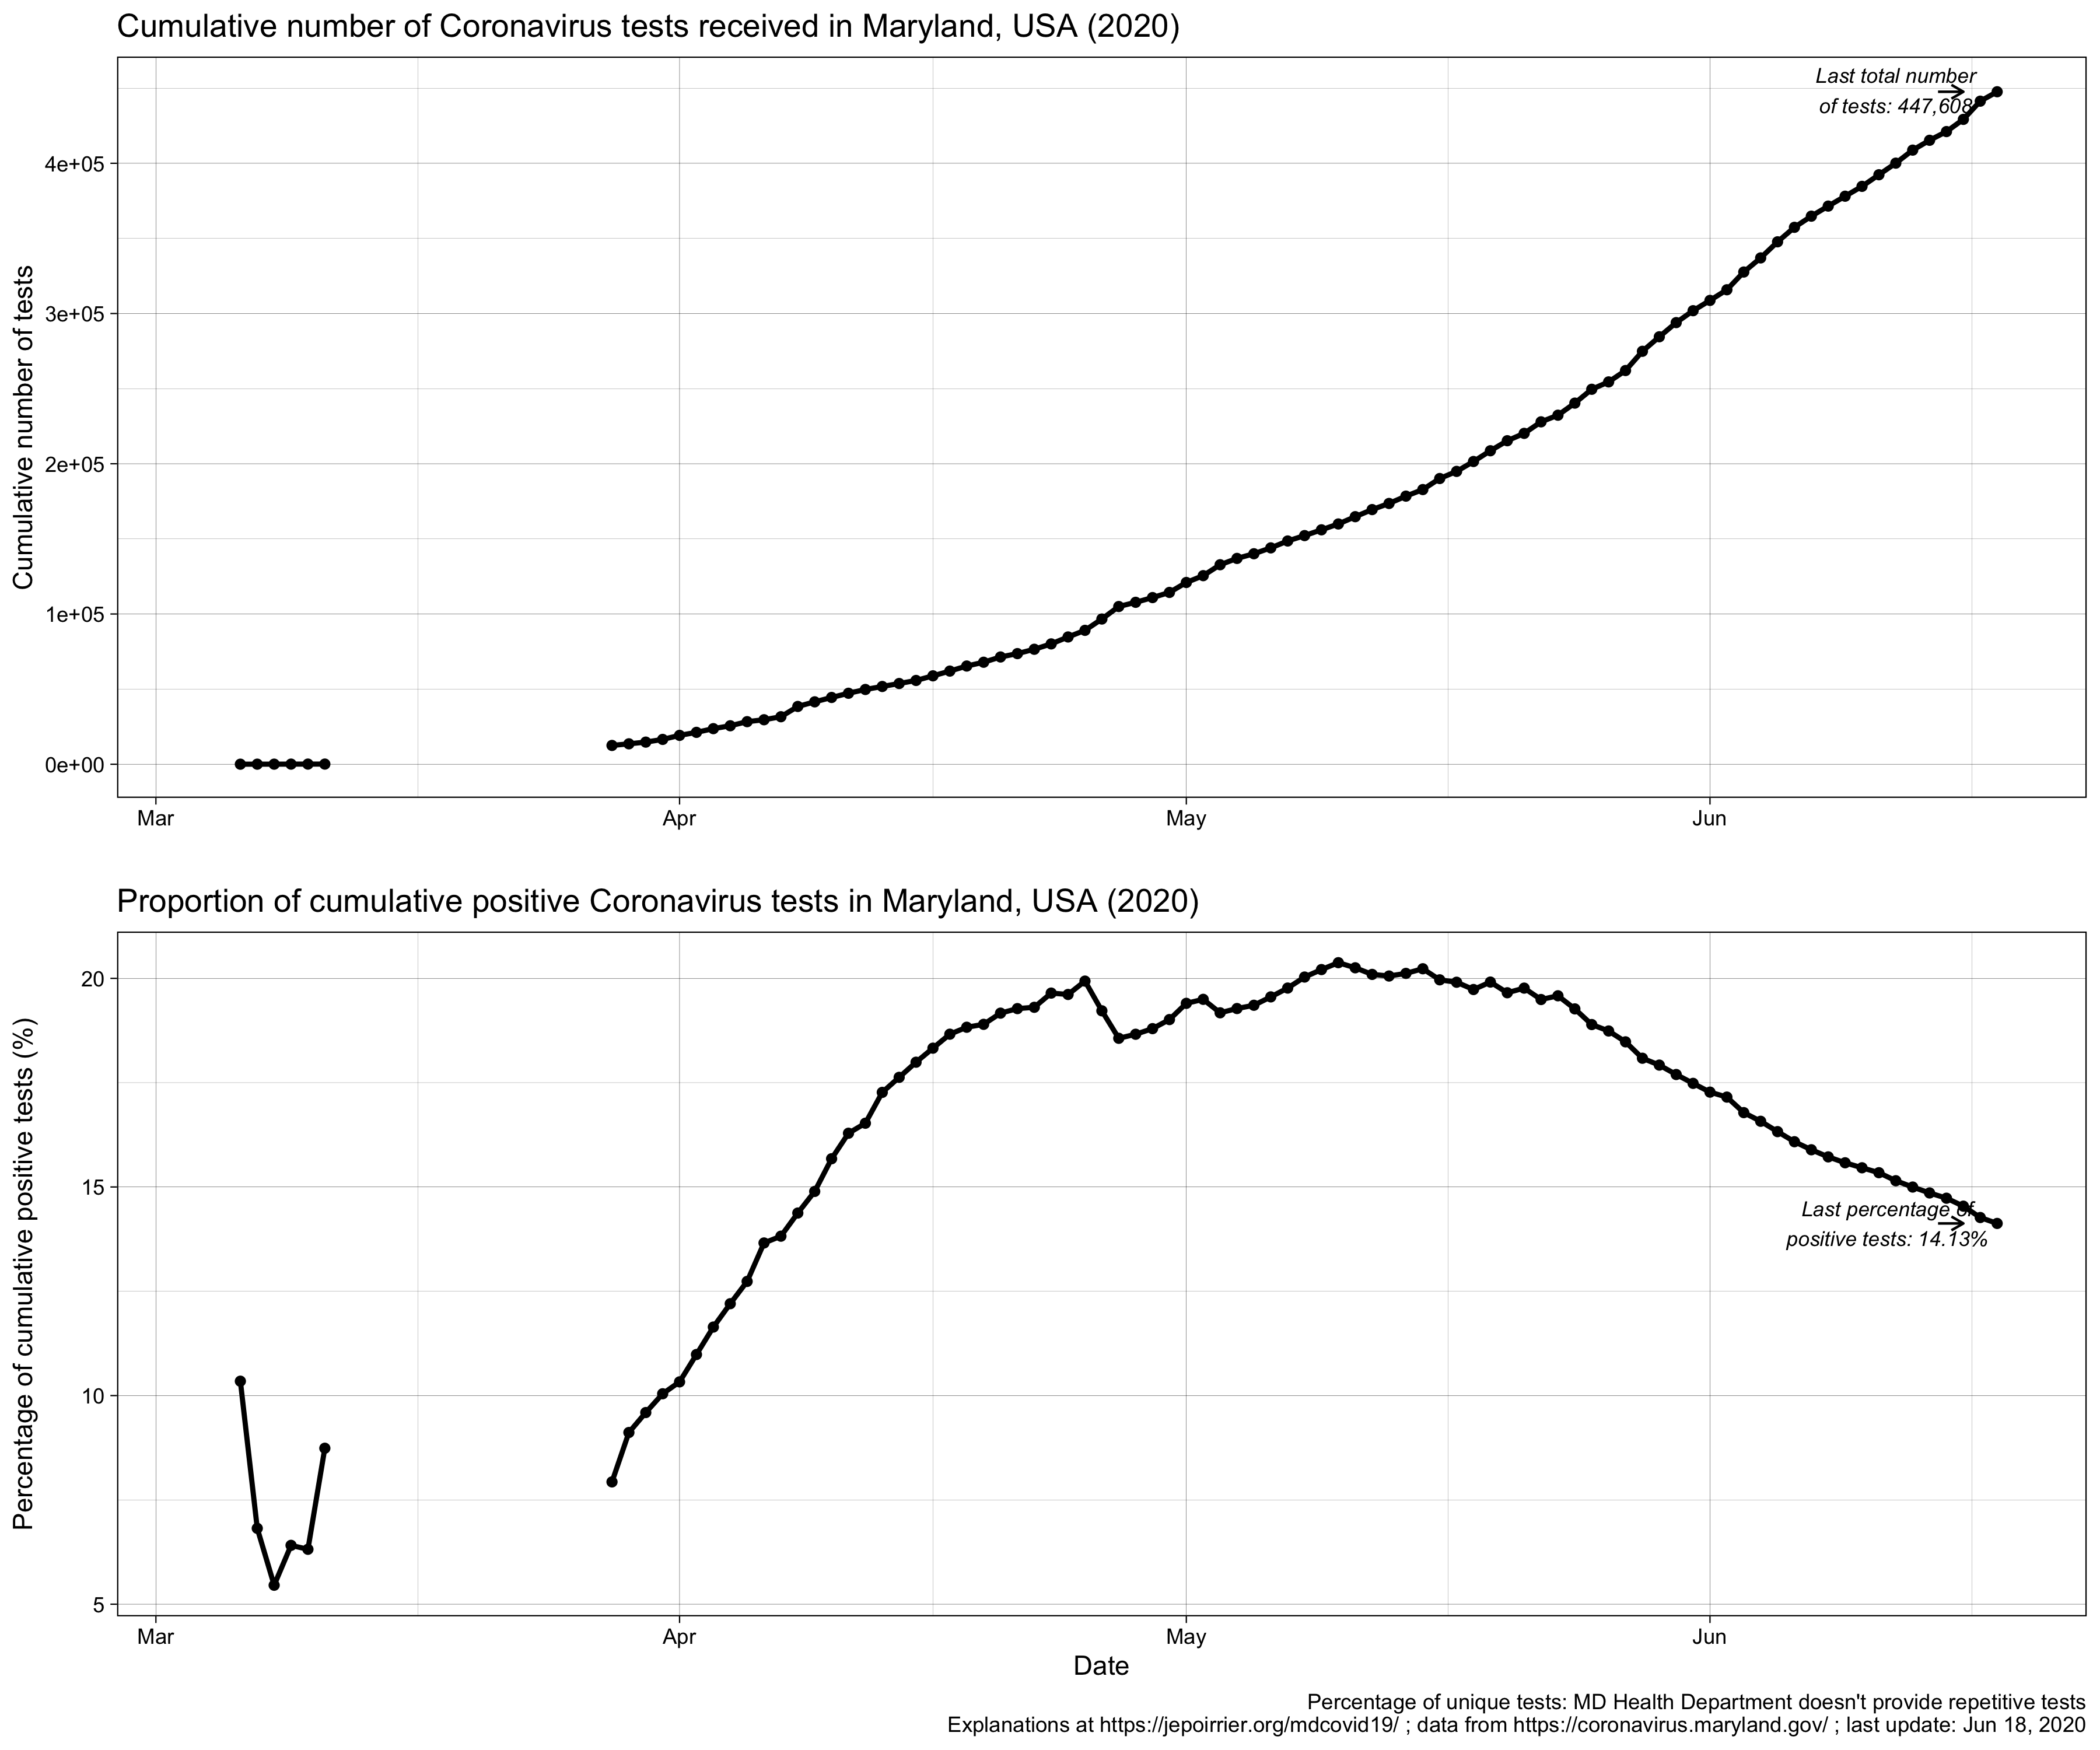 Cumulative number of Coronavirus tests received in Maryland, USA (2020)
Last total number
of tests: 447,608
Cumulative number of tests
4e+05
3e+05
2e+05
1e+05
0e+00
Mar
Apr
May
Jun
Proportion of cumulative positive Coronavirus tests in Maryland, USA (2020)
Percentage of cumulative positive tests (%)
20
15
10
5
Last percentage of
positive tests: 14.13%
Mar
Apr
May
Jun
Date
Percentage of unique tests: MD Health Department doesn't provide repetitive tests
Explanations at https://jepoirrier.org/mdcovid19/ ; data from https://coronavirus.maryland.gov/ ; last update: Jun 18, 2020